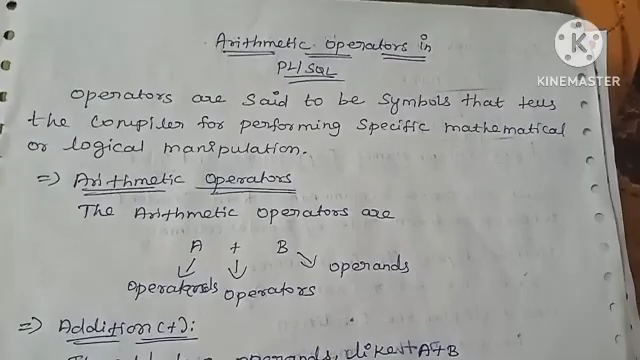 Arithmetic operators in
PL/SQL
KINEMASTER
operators are said to be symbols that tells
the compiler for performing specific mathematical
or logical manipulation.
=> Arithmetic operators
The Arithmetic operators are
A + B
operands
operators
=> Addition(+):
operands, like A+B